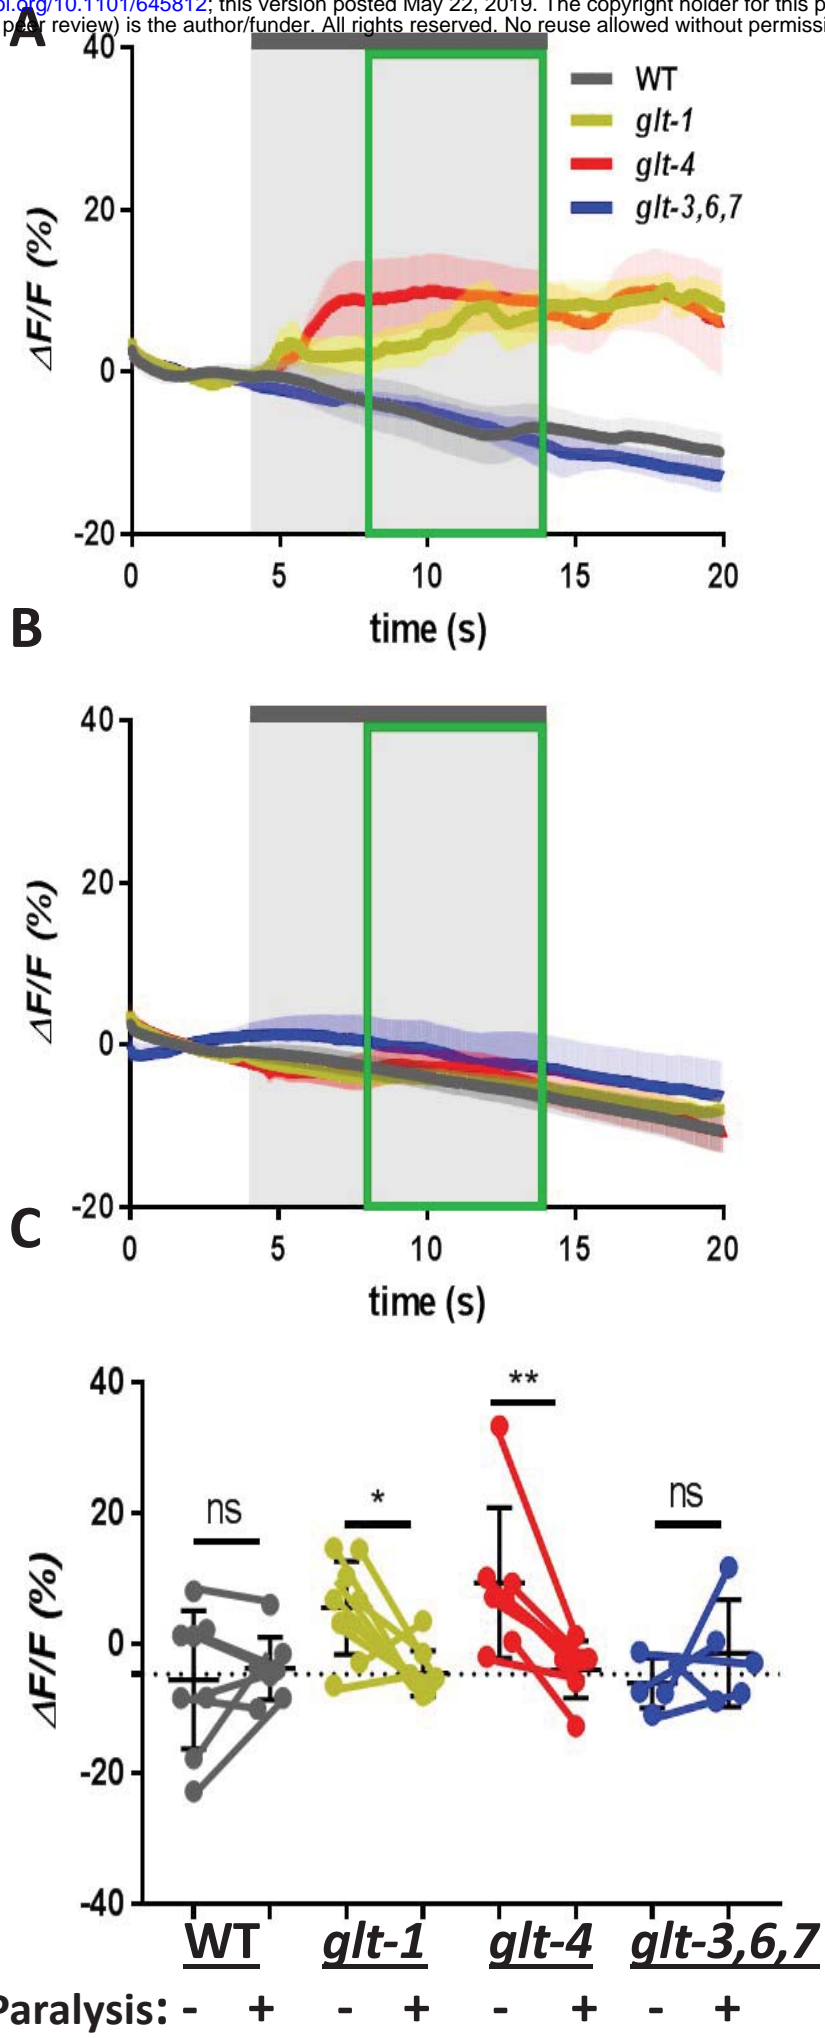 oi.org/10.1101/645812; this version posted May 22, 2019. The copyright holder for this p
peer review) is the author/funder. All rights reserved. No reuse allowed without permissi
A
40
20
0
-20
ΔF/F (%)
WT
glt-1
glt-4
glt-3,6,7
0 5 10 15 20
time (s)
B
40
20
0
-20
ΔF/F (%)
0 5 10 15 20
time (s)
C
40
20
0
-20
-40
ΔF/F (%)
ns * ** ns
WT glt-1 glt-4 glt-3,6,7
Paralysis: - + - + - + - +